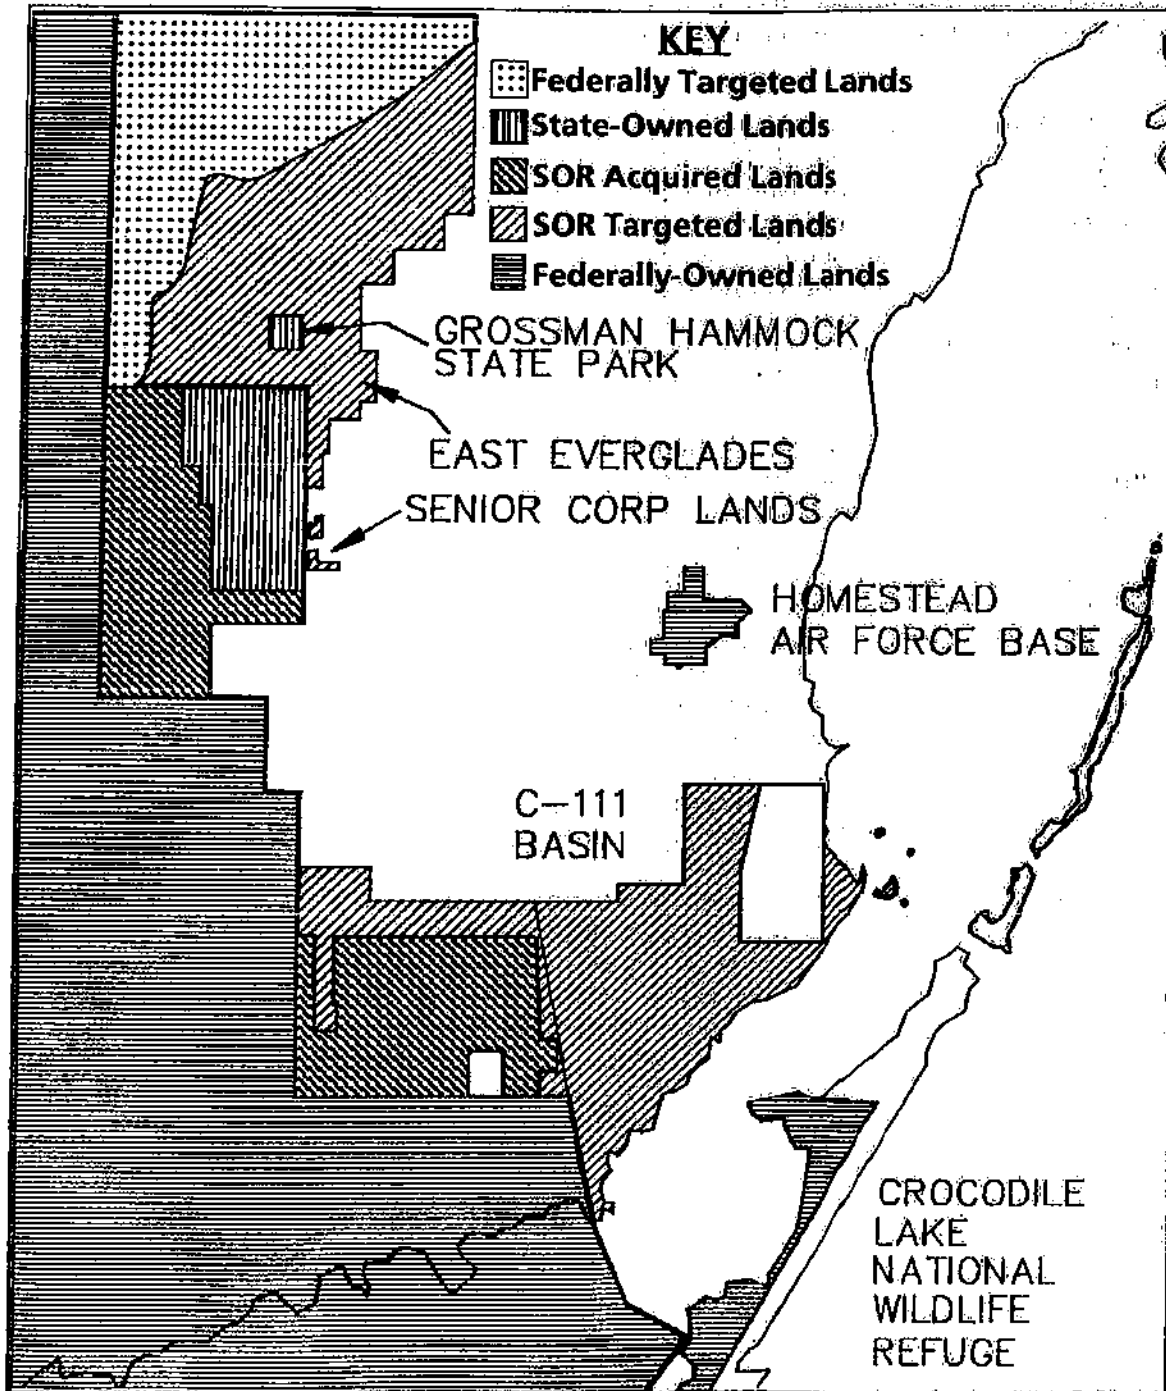 KEY
Federally Targeted Lands
State-Owned Lands
SOR Acquired Lands
SOR Targeted Lands
Federally-Owned Lands
GROSSMAN HAMMOCK
STATE PARK
EAST EVERGLADES
SENIOR CORP LANDS
HOMESTEAD
AIR FORCE BASE
C-111
BASIN
CROCODILE
LAKE
NATIONAL
WILDLIFE
REFUGE